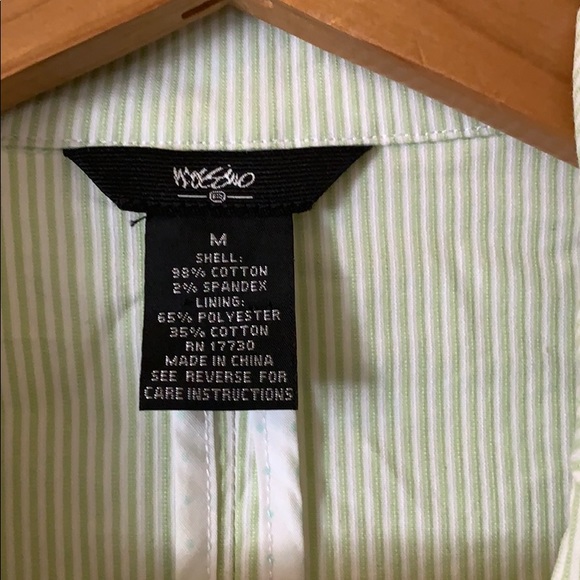 mossimo
M
SHELL:
98% COTTON
2% SPANDEX
LINING:
65% POLYESTER
35% COTTON
RN 17730
MADE IN CHINA
SEE REVERSE FOR
CARE INSTRUCTIONS